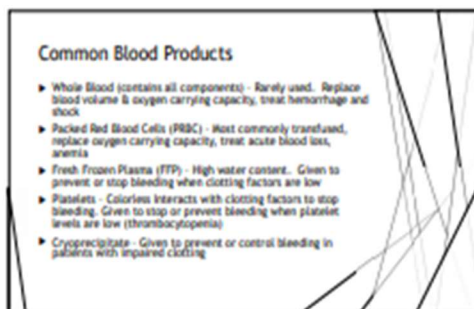 Common Blood Products
Whole Blood (contains all components) - Rarely used. Replace
blood volume & oxygen carrying capacity, treat hemorrhage and
shock
Packed Red Blood Cells (PRBC) - Most commonly transfused,
replace oxygen carrying capacity, treat acute blood loss,
anemia
Fresh Frozen Plasma (FFP) - High water content. Given to
prevent or stop bleeding when clotting factors are low
Platelets - Colorless Interacts with clotting factors to stop
bleeding. Given to stop or prevent bleeding when platelet
levels are low (thrombocytopenia)
Cryoprecipitate - Given to prevent or control bleeding in
patients with impaired clotting